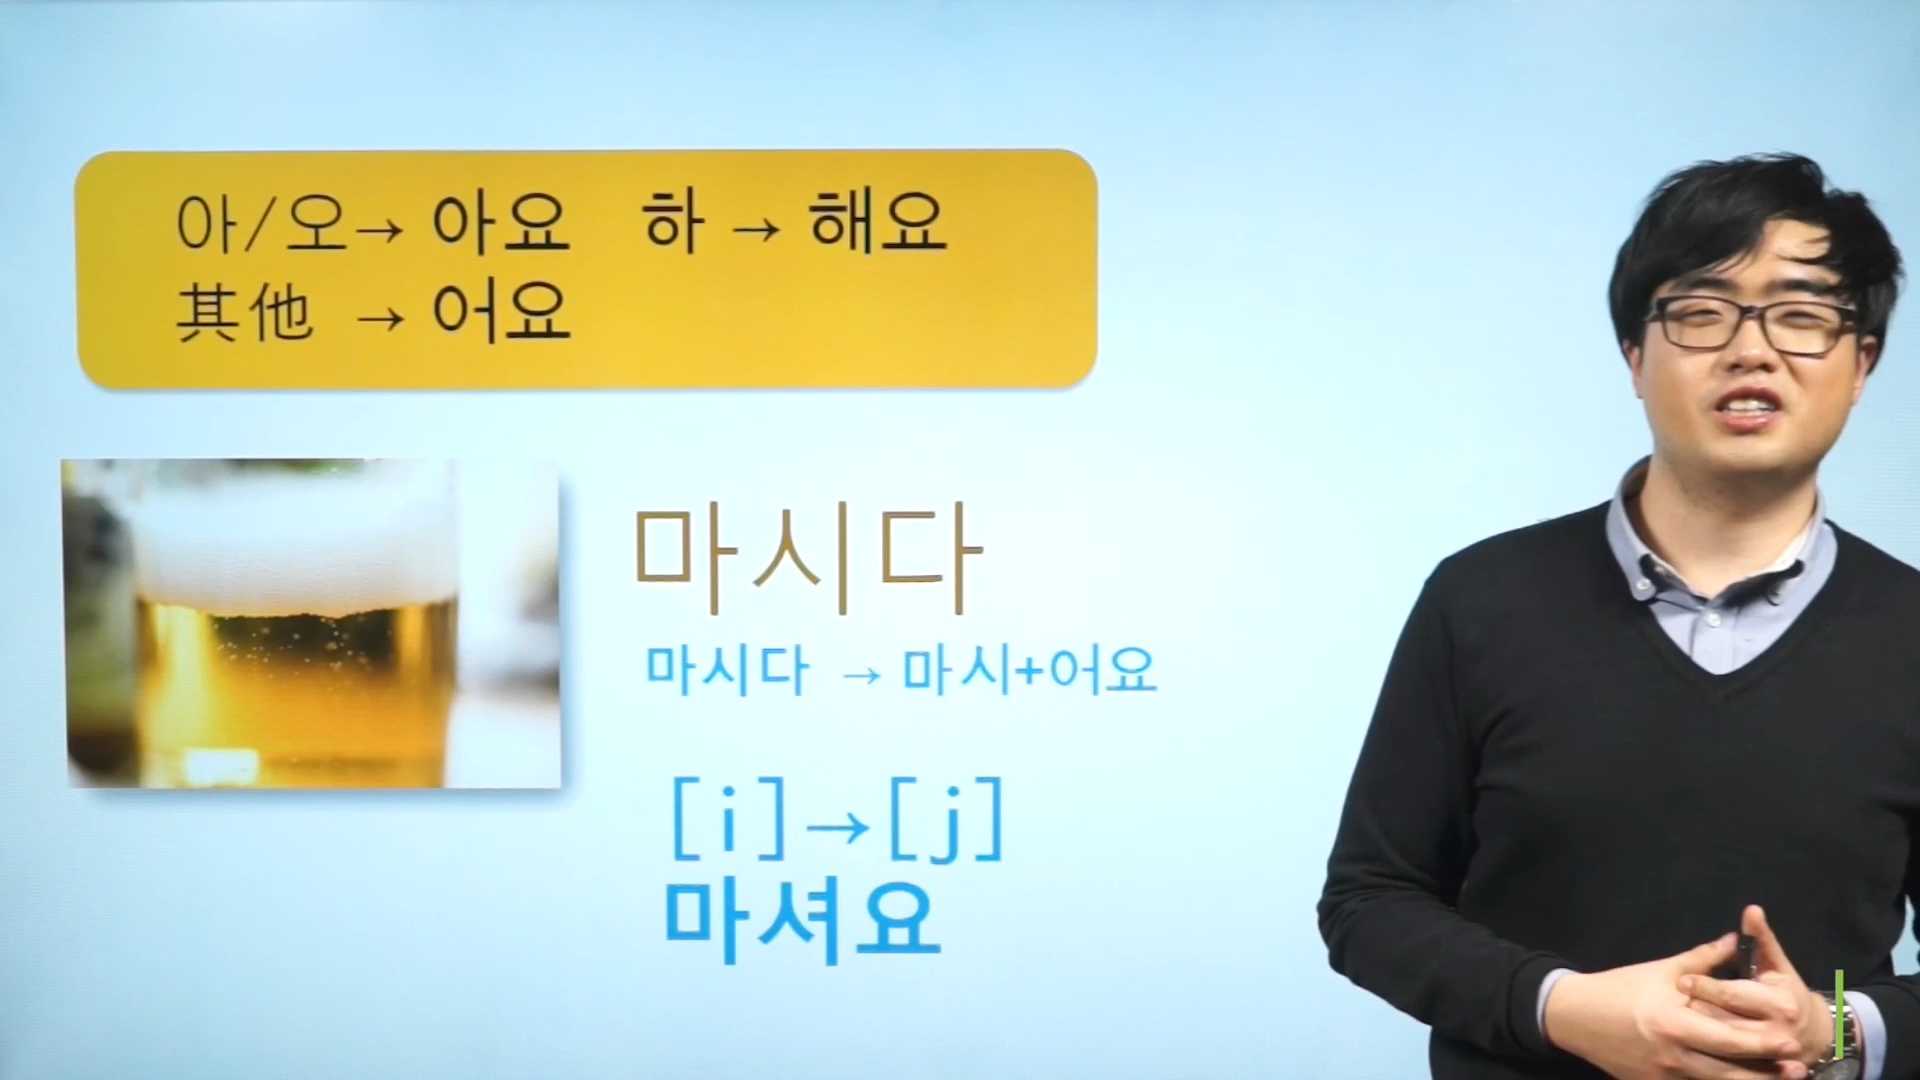 아/오→ 아요 하 → 해요
其他 → 어요
마시다
마시다 → 마시+어요
[i]→[j]
마셔요